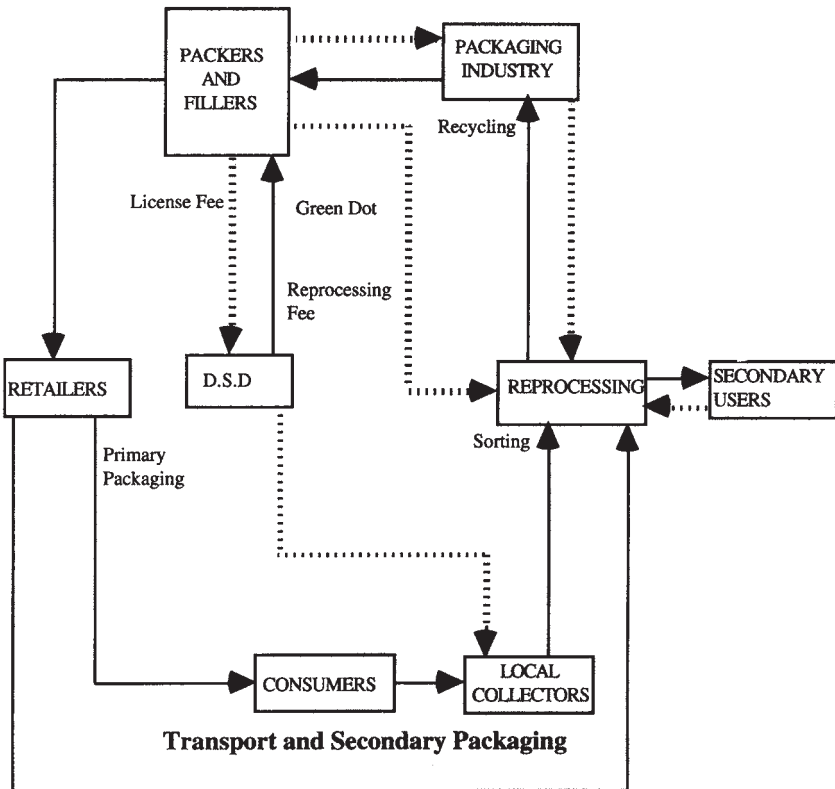 PACKERS
AND
FILLERS
PACKAGING
INDUSTRY
Recycling
License Fee
Green Dot
Reprocessing
Fee
RETAILERS
D.S.D
REPROCESSING
SECONDARY
USERS
Primary
Packaging
Sorting
CONSUMERS
LOCAL
COLLECTORS
Transport and Secondary Packaging